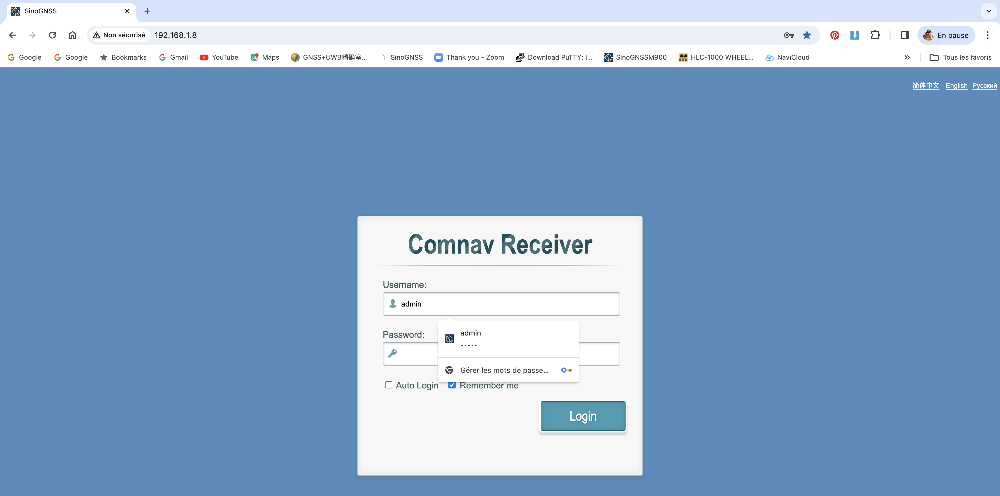 SinoGNSS
Non sécurisé 192.168.1.8 En pause
Google Google Bookmarks Gmail YouTube Maps GNSS+UWB精确室... SinoGNSS Thank you - Zoom Download PuTTY: l... SinoGNSSM900 HLC-1000 WHEEL... NaviCloud » Tous les favoris
简体中文 | English Русский
Comnav Receiver
Username:
admin
admin
•••••
Password:
Gérer les mots de passe...
Auto Login Remember me
Login